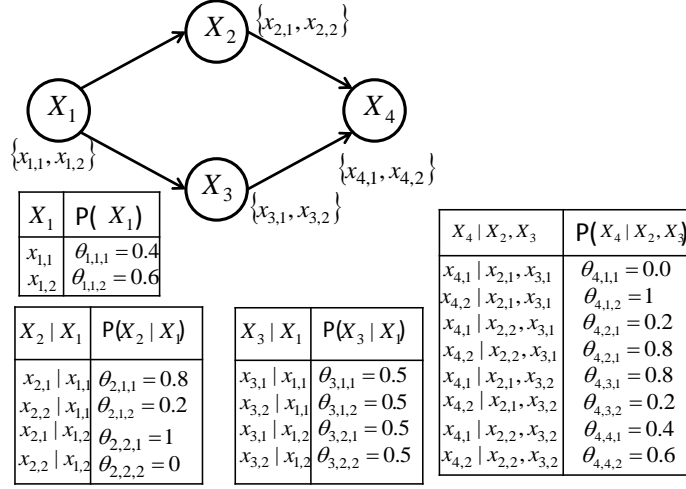 X₂
{x₂,₁, x₂,₂}
X₁
{x₁,₁, x₁,₂}
X₄
{x₄,₁, x₄,₂}
X₃
{x₃,₁, x₃,₂}
X₁ P( X₁)
x₁,₁ θ₁,₁,₁ = 0.4
x₁,₂ θ₁,₁,₂ = 0.6
X₂ | X₁ P(X₂ | X₁)
x₂,₁ | x₁,₁ θ₂,₁,₁ = 0.8
x₂,₂ | x₁,₁ θ₂,₁,₂ = 0.2
x₂,₁ | x₁,₂ θ₂,₂,₁ = 1
x₂,₂ | x₁,₂ θ₂,₂,₂ = 0
X₃ | X₁ P(X₃ | X₁)
x₃,₁ | x₁,₁ θ₃,₁,₁ = 0.5
x₃,₂ | x₁,₁ θ₃,₁,₂ = 0.5
x₃,₁ | x₁,₂ θ₃,₂,₁ = 0.5
x₃,₂ | x₁,₂ θ₃,₂,₂ = 0.5
X₄ | X₂, X₃ P(X₄ | X₂, X₃)
x₄,₁ | x₂,₁, x₃,₁ θ₄,₁,₁ = 0.0
x₄,₂ | x₂,₁, x₃,₁ θ₄,₁,₂ = 1
x₄,₁ | x₂,₂, x₃,₁ θ₄,₂,₁ = 0.2
x₄,₂ | x₂,₂, x₃,₁ θ₄,₂,₁ = 0.8
x₄,₁ | x₂,₁, x₃,₂ θ₄,₃,₁ = 0.8
x₄,₂ | x₂,₁, x₃,₂ θ₄,₃,₂ = 0.2
x₄,₁ | x₂,₂, x₃,₂ θ₄,₄,₁ = 0.4
x₄,₂ | x₂,₂, x₃,₂ θ₄,₄,₂ = 0.6